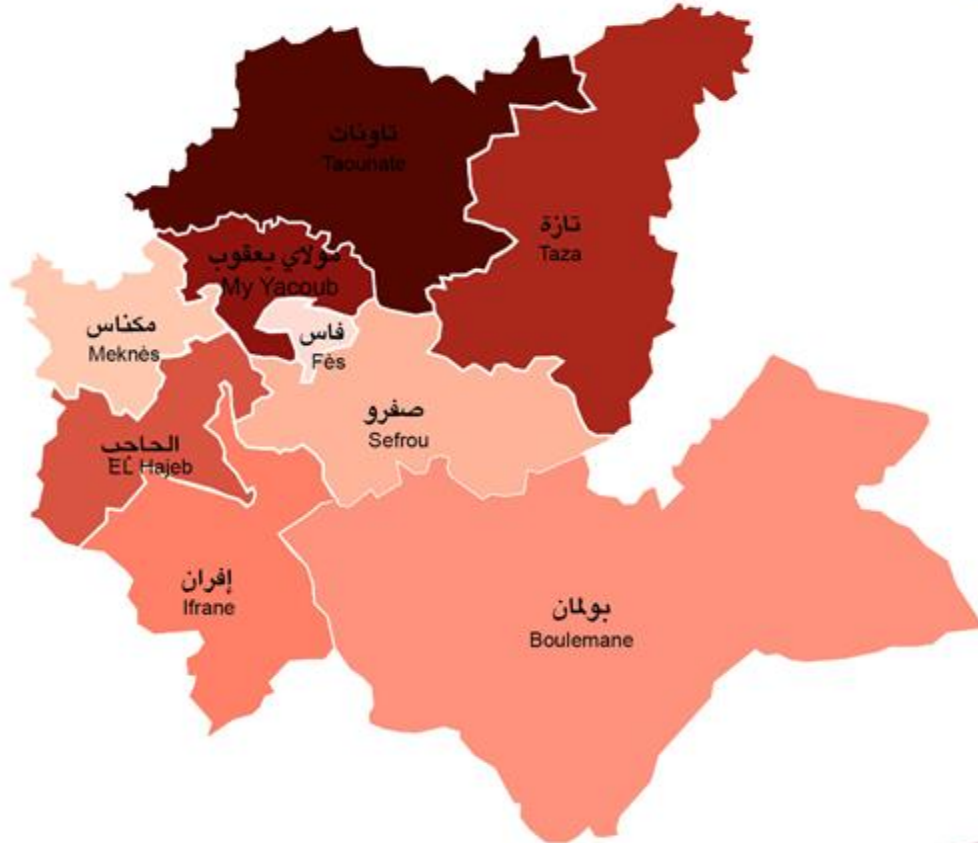 تاونات
Taounate
تازة
Taza
مولاي يعقوب
My Yacoub
مكناس
Meknès
فاس
Fès
صفرو
Sefrou
الحاجب
EL Hajeb
إفران
Ifrane
بولمان
Boulemane